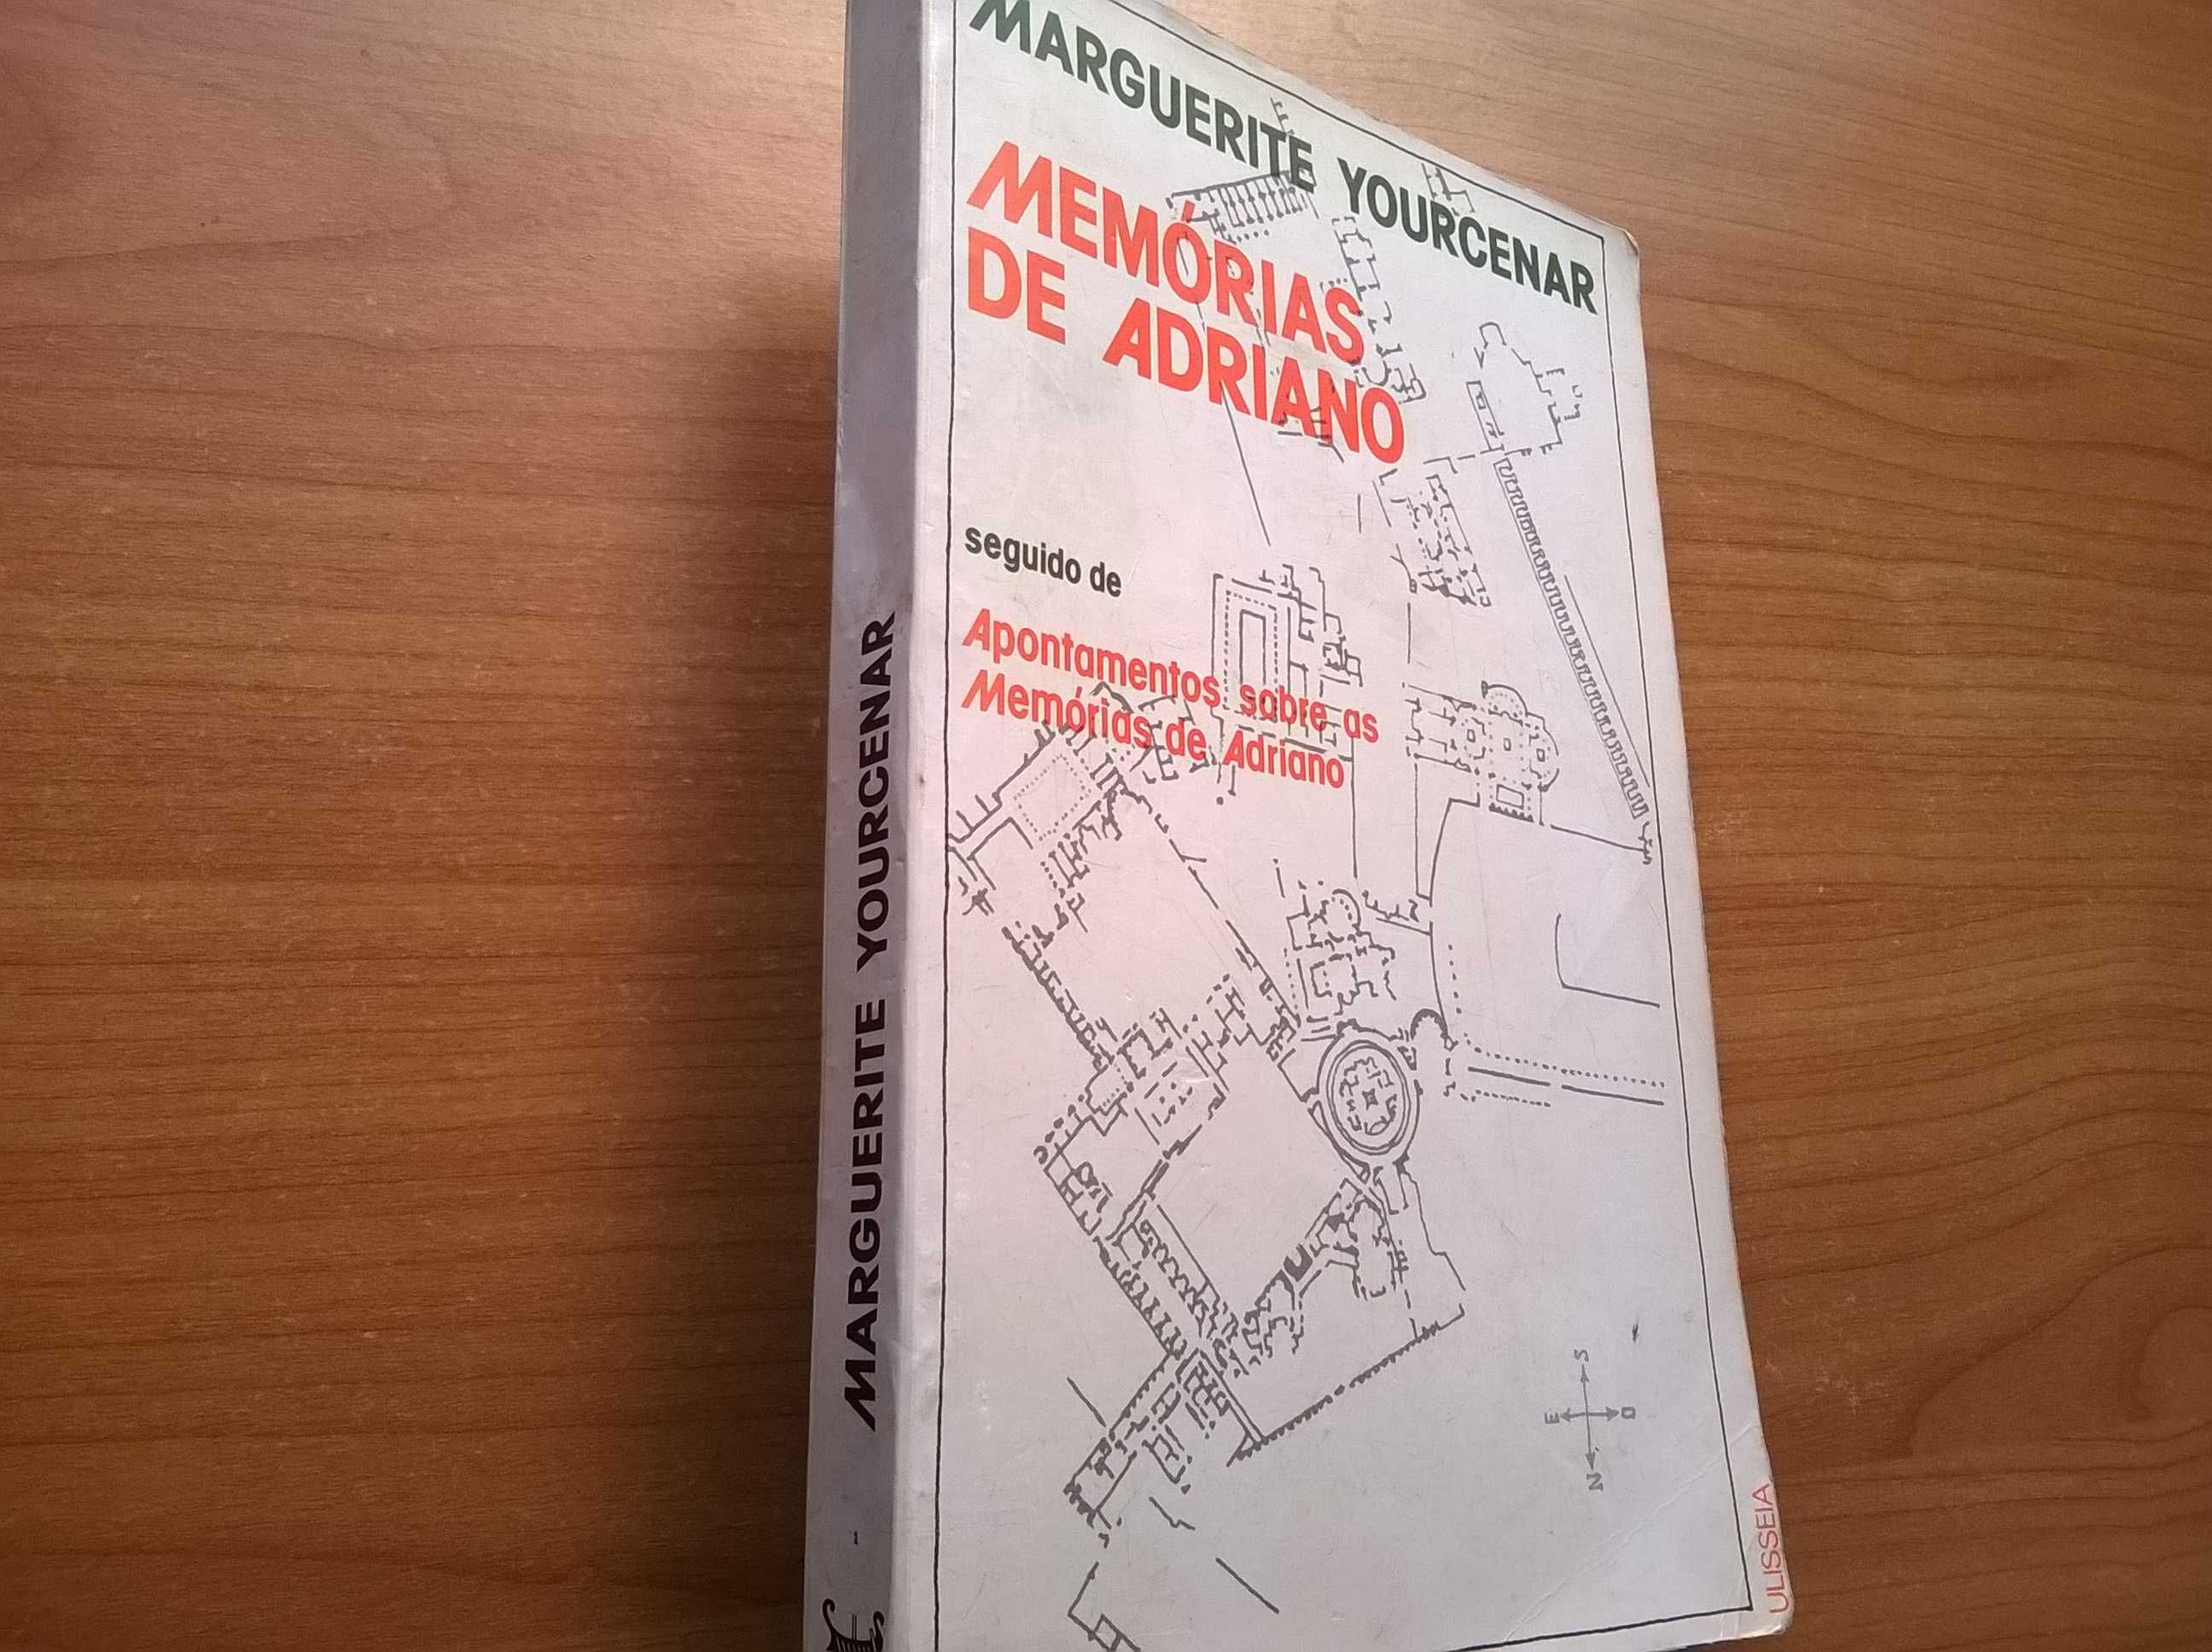 MARGUERITE YOURCENAR
MEMÓRIAS
DE ADRIANO
seguido de
Apontamentos sobre as
Memórias de Adriano
S
E O
N
ULISSEIA
MARGUERITE YOURCENAR -